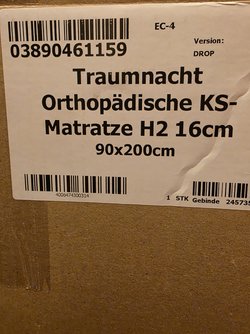 EC-4
03890461159
Version:
DROP
Traumnacht
Orthopädische KS-
Matratze H2 16cm
90x200cm
1 STK Gebinde